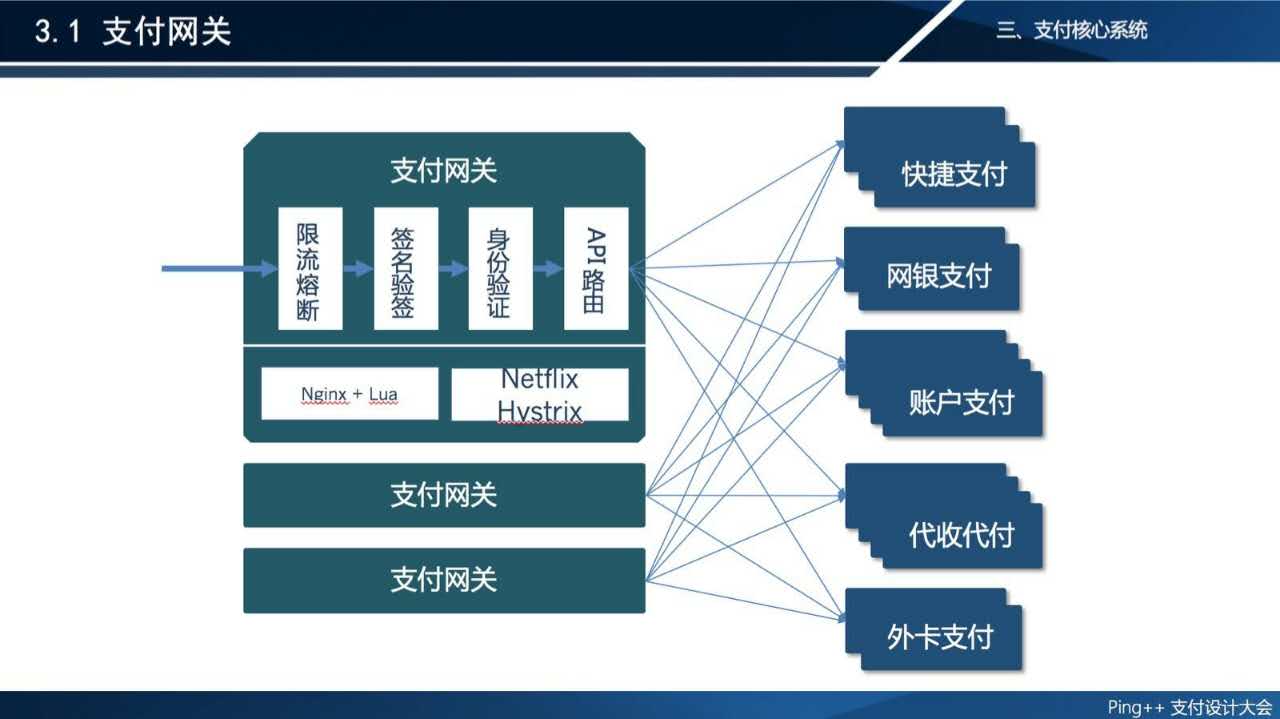 3.1 支付网关
三、支付核心系统
支付网关
限流熔断
签名验签
身份验证
API 路由
Nginx + Lua
Netflix
Hystrix
支付网关
支付网关
快捷支付
网银支付
账户支付
代收代付
外卡支付
Ping++ 支付设计大会